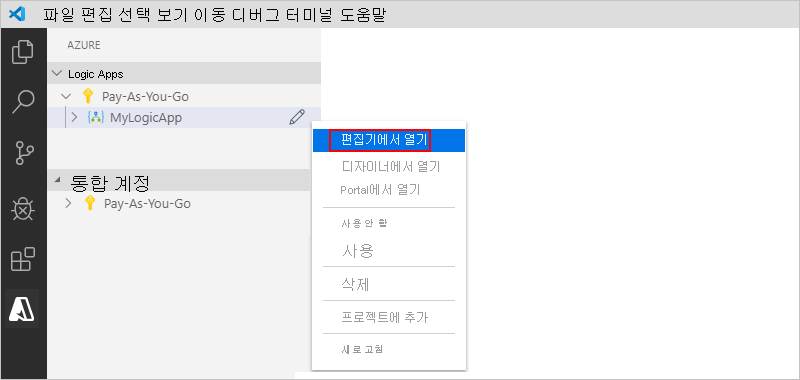 파일 편집 선택 보기 이동 디버그 터미널 도움말
AZURE
Logic Apps
Pay-As-You-Go
MyLogicApp
편집기에서 열기
디자이너에서 열기
Portal에서 열기
통합 계정
Pay-As-You-Go
사용 안 함
사용
삭제
프로젝트에 추가
새로 고침